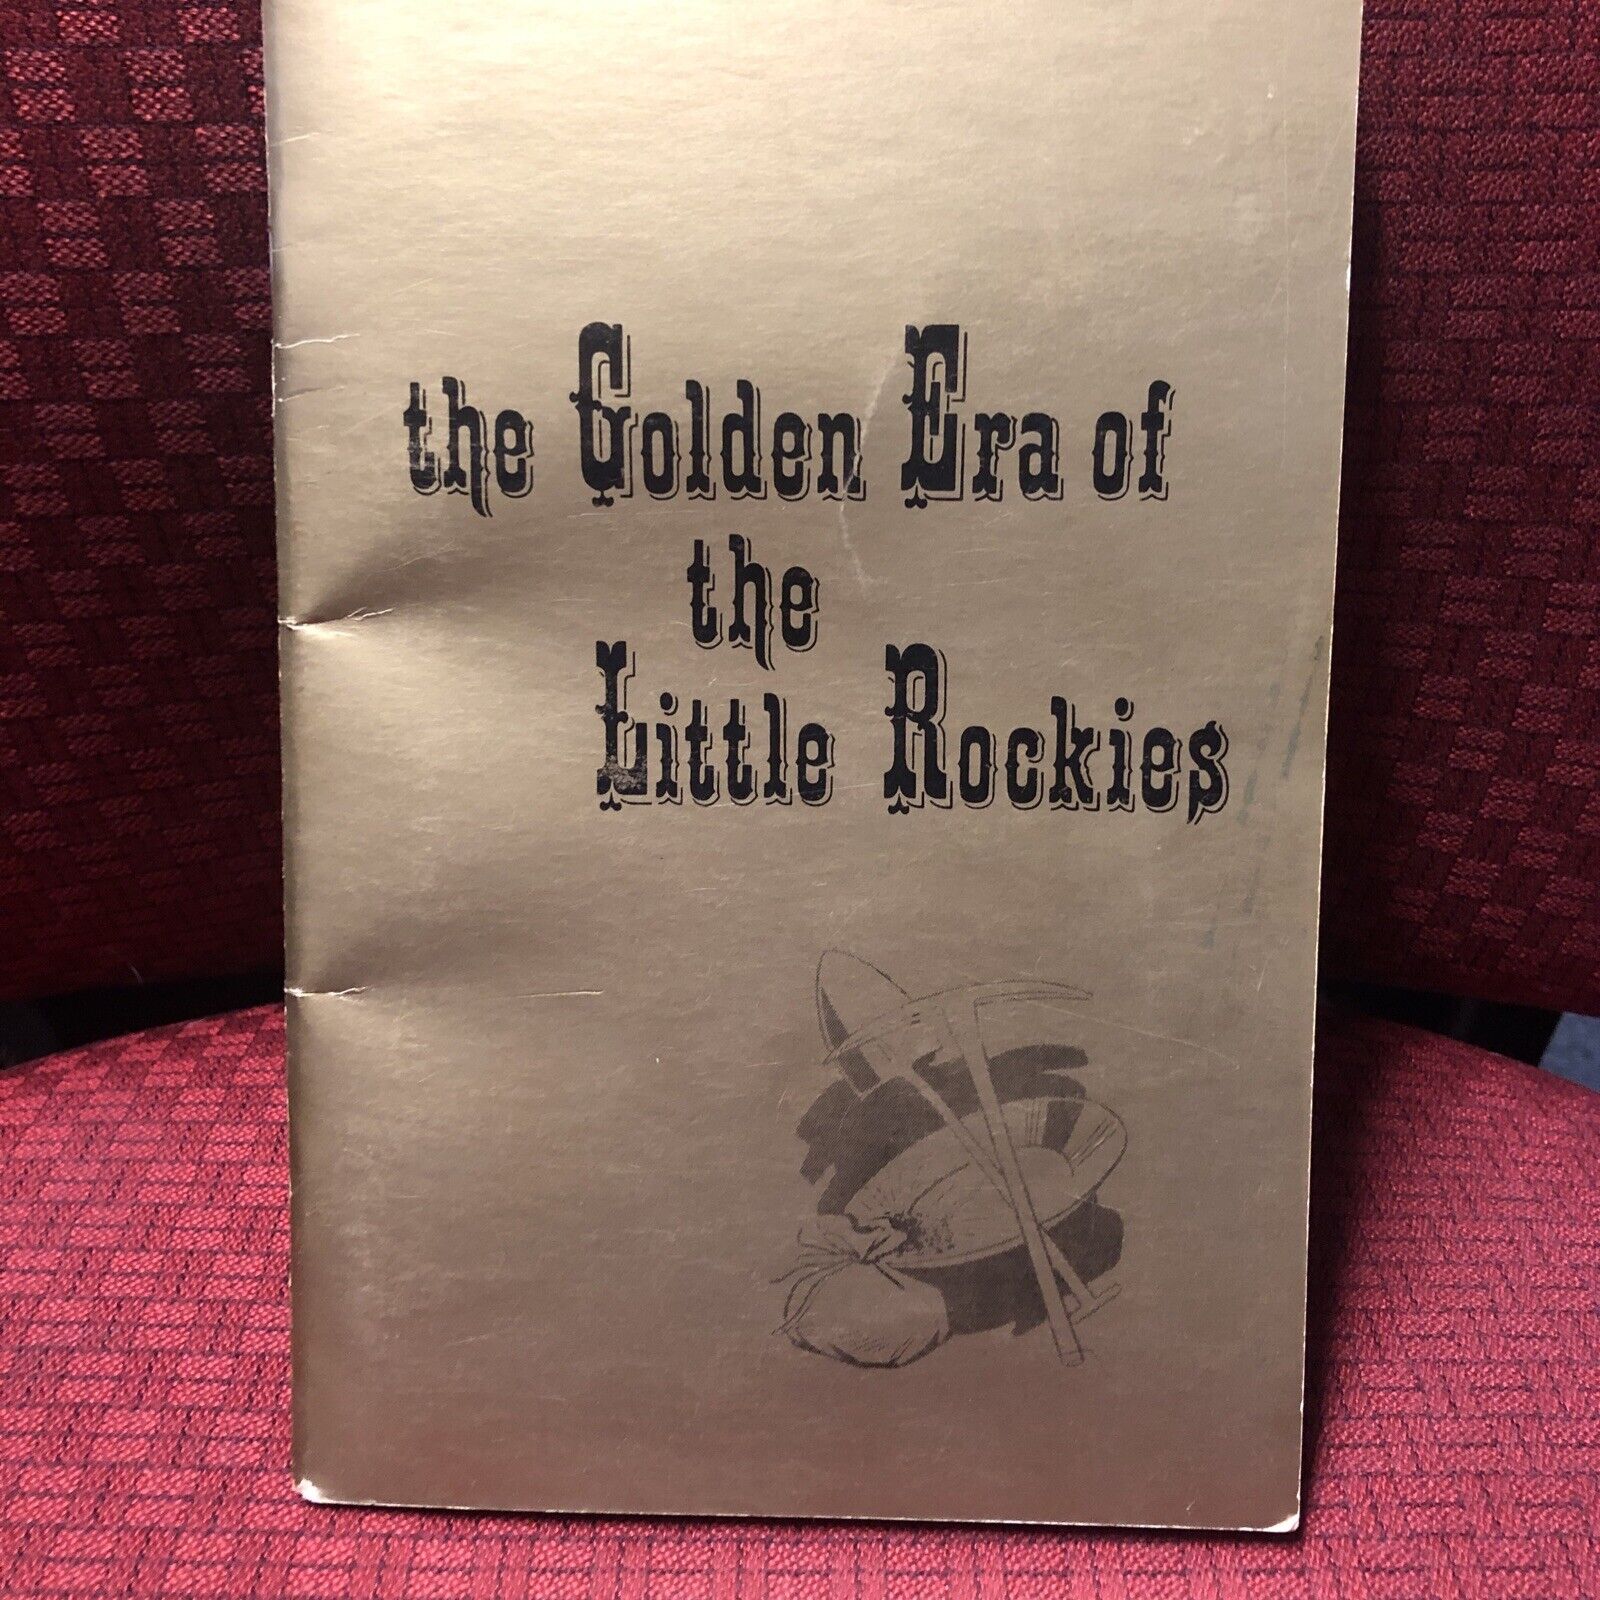 the Golden Era of
the
Little Rockies